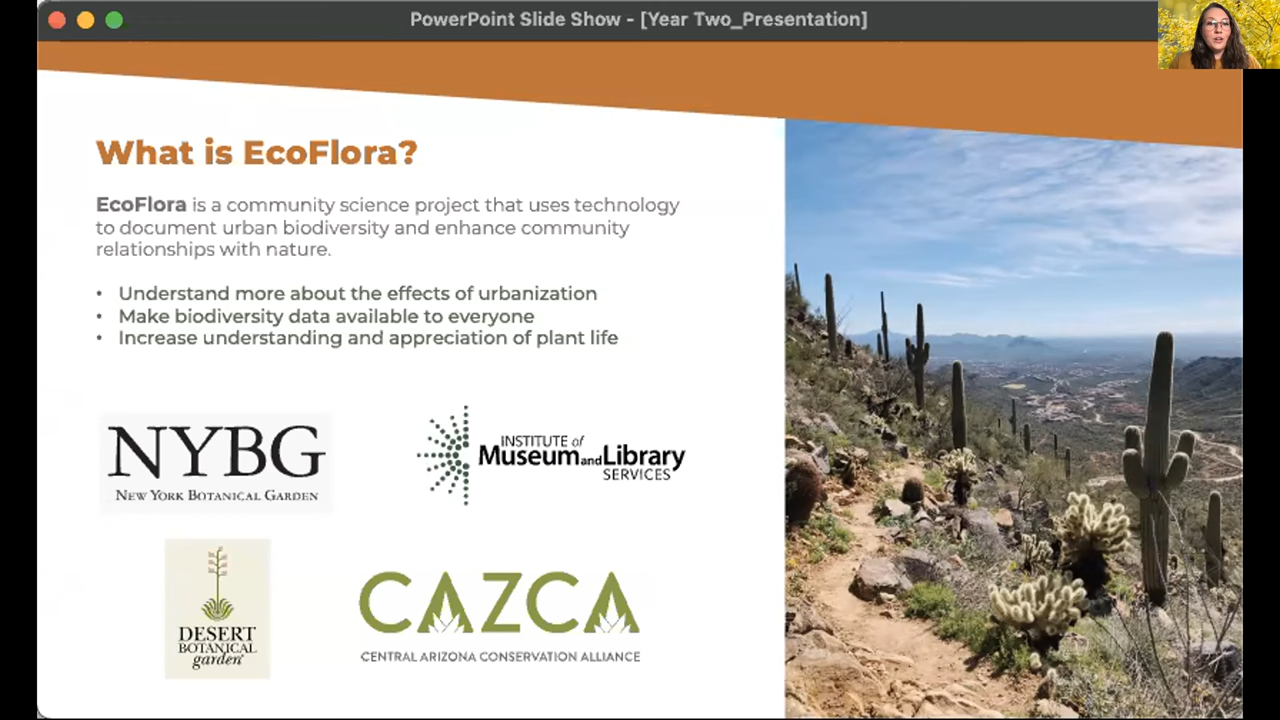 PowerPoint Slide Show - [Year Two_Presentation]
What is EcoFlora?
EcoFlora is a community science project that uses technology
to document urban biodiversity and enhance community
relationships with nature.
• Understand more about the effects of urbanization
• Make biodiversity data available to everyone
• Increase understanding and appreciation of plant life
NYBG
NEW YORK BOTANICAL GARDEN
INSTITUTE of
Museum and Library
SERVICES
DESERT
BOTANICAL
garden
CAZCA
CENTRAL ARIZONA CONSERVATION ALLIANCE